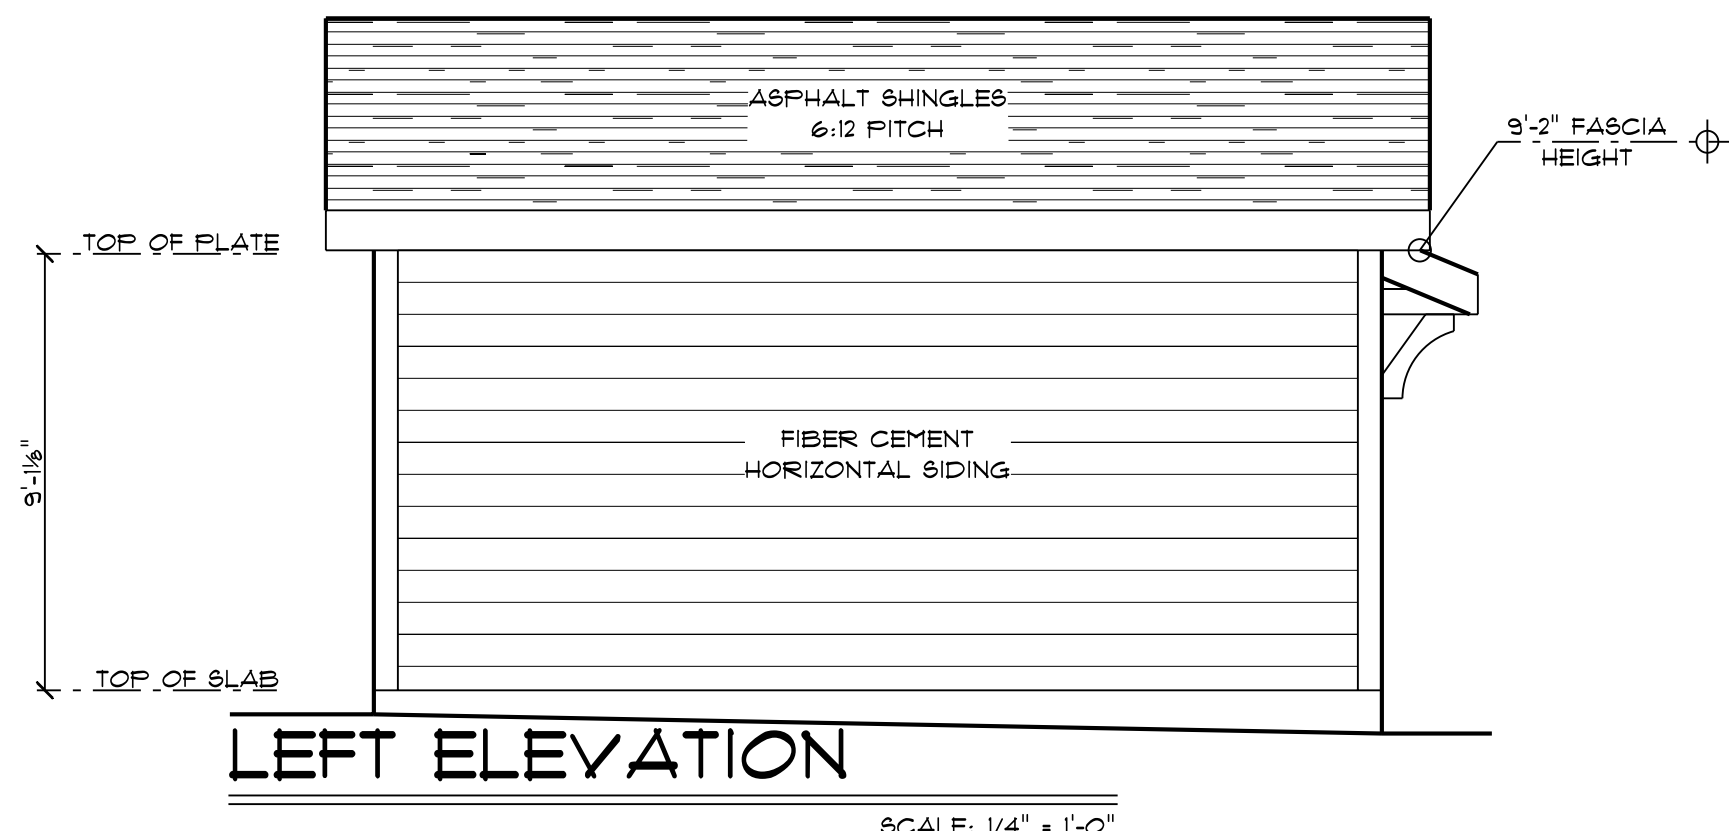 ASPHALT SHINGLES
6:12 PITCH
9'-2" FASCIA
HEIGHT
TOP OF PLATE
9'-1⅛"
FIBER CEMENT
HORIZONTAL SIDING
TOP OF SLAB
LEFT ELEVATION
SCALE: 1/4" = 1'-0"